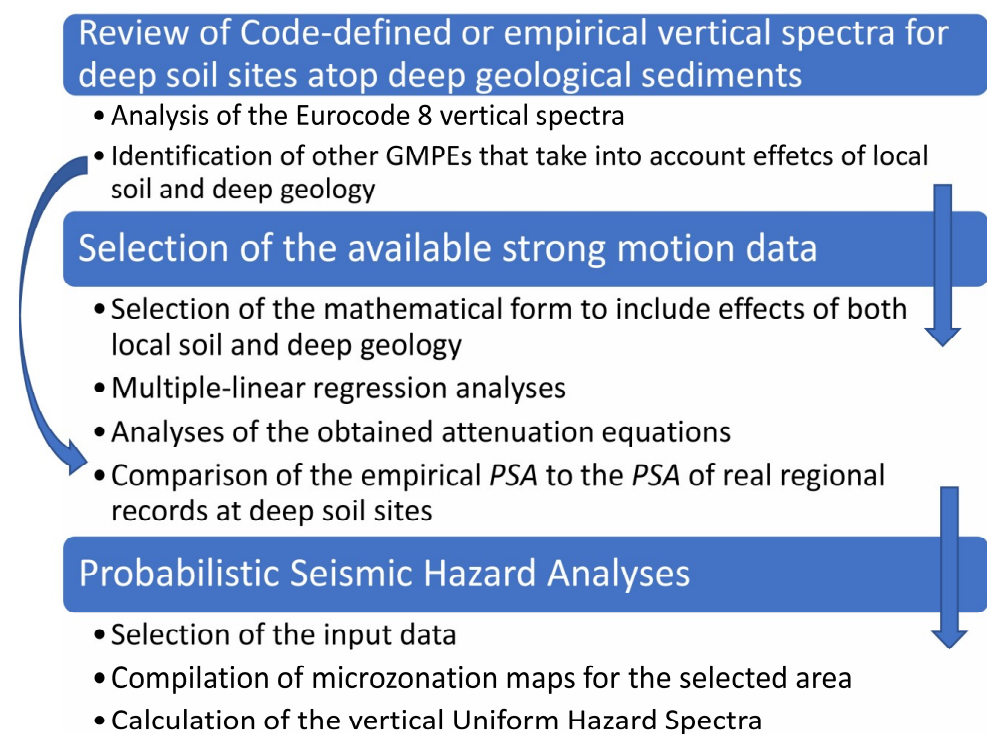 Review of Code-defined or empirical vertical spectra for
deep soil sites atop deep geological sediments
• Analysis of the Eurocode 8 vertical spectra
• Identification of other GMPEs that take into account effetcs of local
soil and deep geology
Selection of the available strong motion data
• Selection of the mathematical form to include effects of both
local soil and deep geology
• Multiple-linear regression analyses
• Analyses of the obtained attenuation equations
• Comparison of the empirical PSA to the PSA of real regional
records at deep soil sites
Probabilistic Seismic Hazard Analyses
• Selection of the input data
• Compilation of microzonation maps for the selected area
• Calculation of the vertical Uniform Hazard Spectra